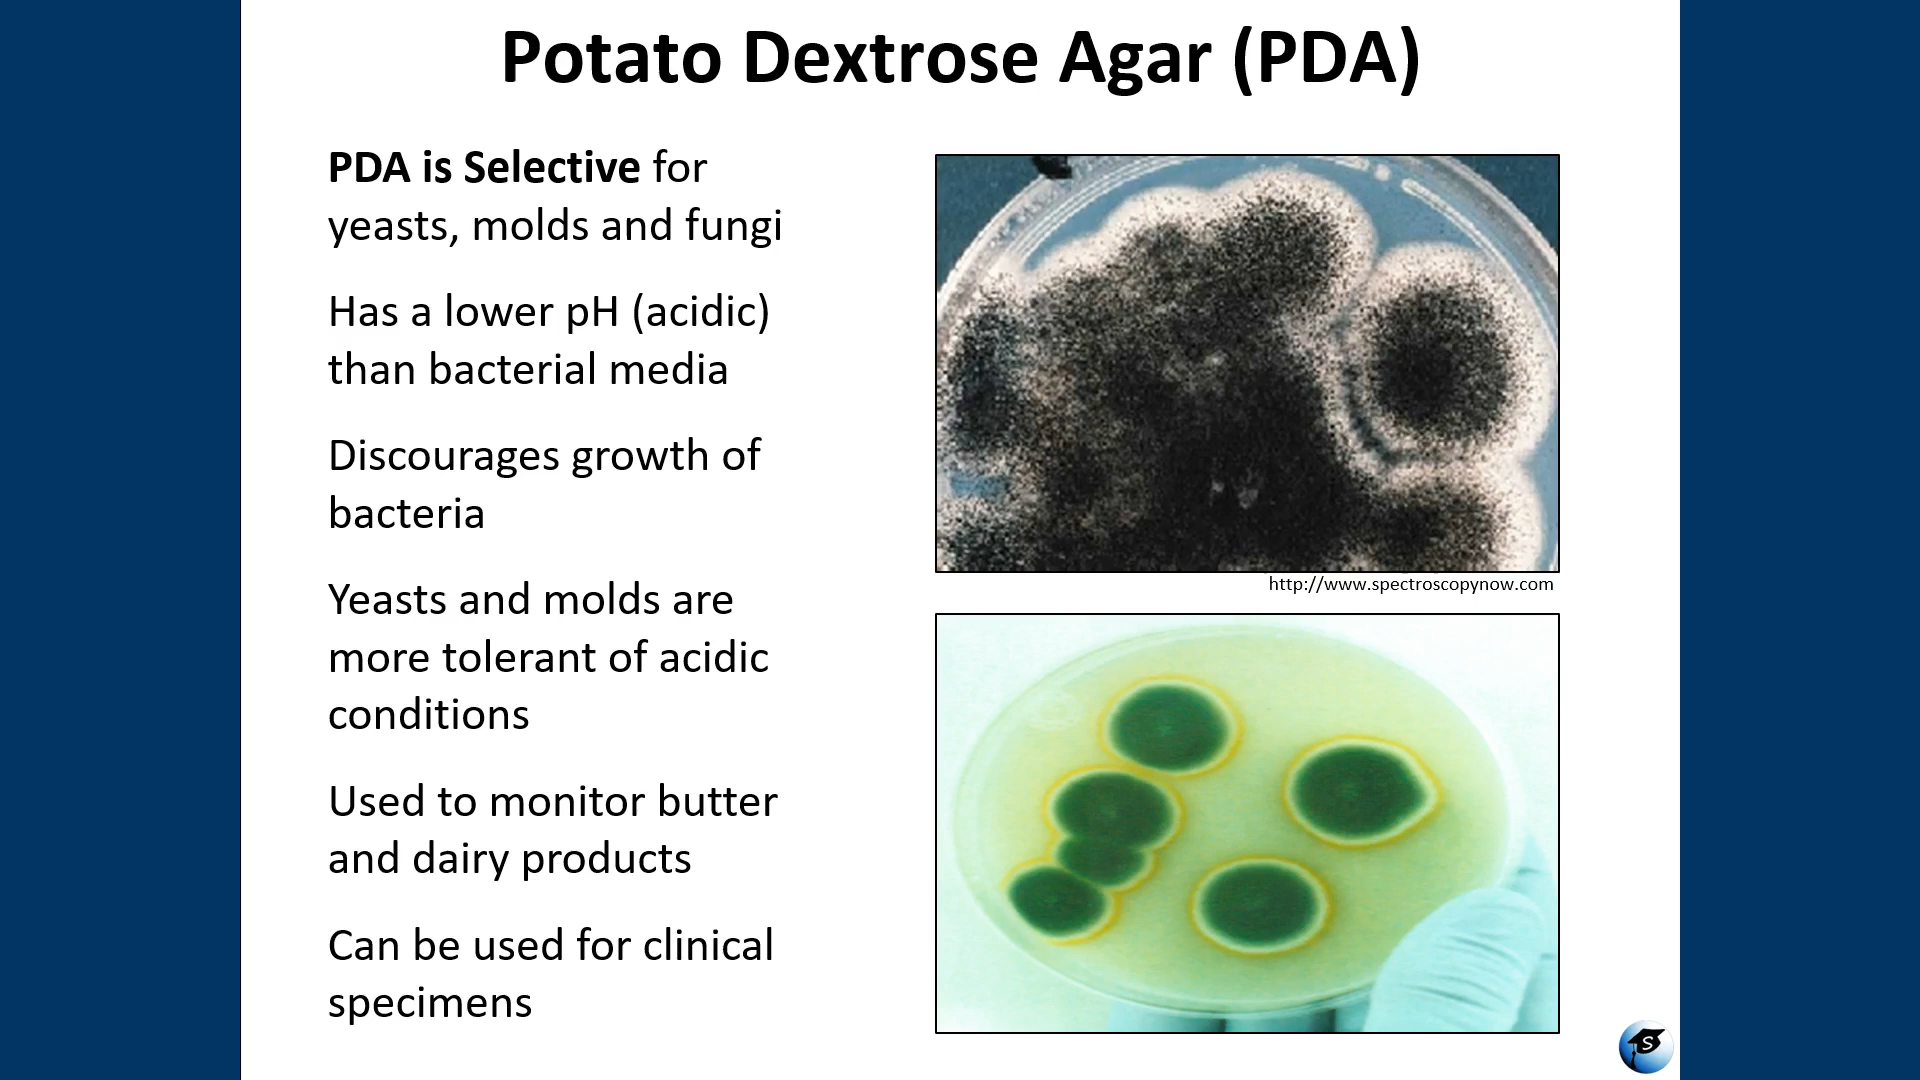 Potato Dextrose Agar (PDA)
PDA is Selective for
yeasts, molds and fungi
Has a lower pH (acidic)
than bacterial media
Discourages growth of
bacteria
Yeasts and molds are
more tolerant of acidic
conditions
Used to monitor butter
and dairy products
Can be used for clinical
specimens
http://www.spectroscopynow.com
S